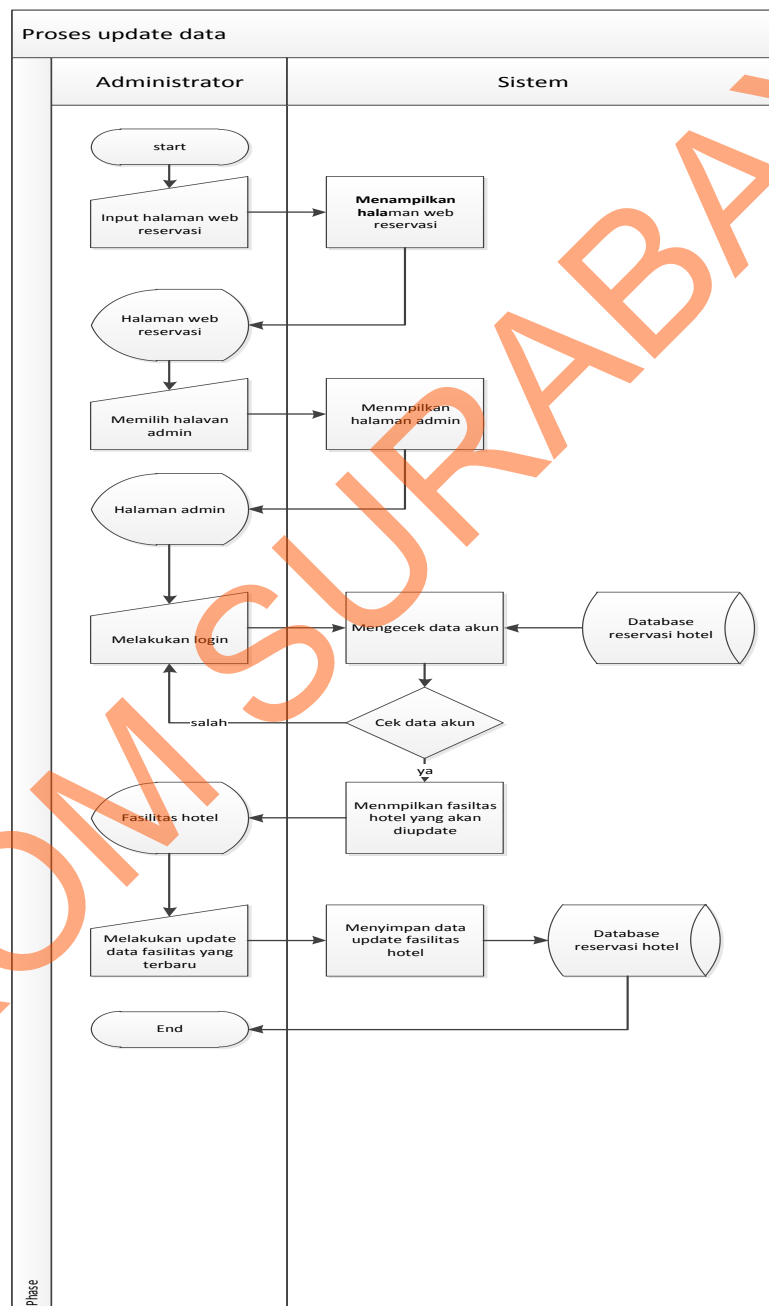 Proses update data
Administrator
Sistem
start
Input halaman web
reservasi
Menampilkan
halaman web
reservasi
Halaman web
reservasi
Memilih halavan
admin
Menmpilkan
halaman admin
Halaman admin
Melakukan login
Mengecek data akun
Database
reservasi hotel
salah
Cek data akun
ya
Fasilitas hotel
Menmpilkan fasiltas
hotel yang akan
diupdate
Melakukan update
data fasilitas yang
terbaru
Menyimpan data
update fasilitas
hotel
Database
reservasi hotel
End
Phase
OM SURABA